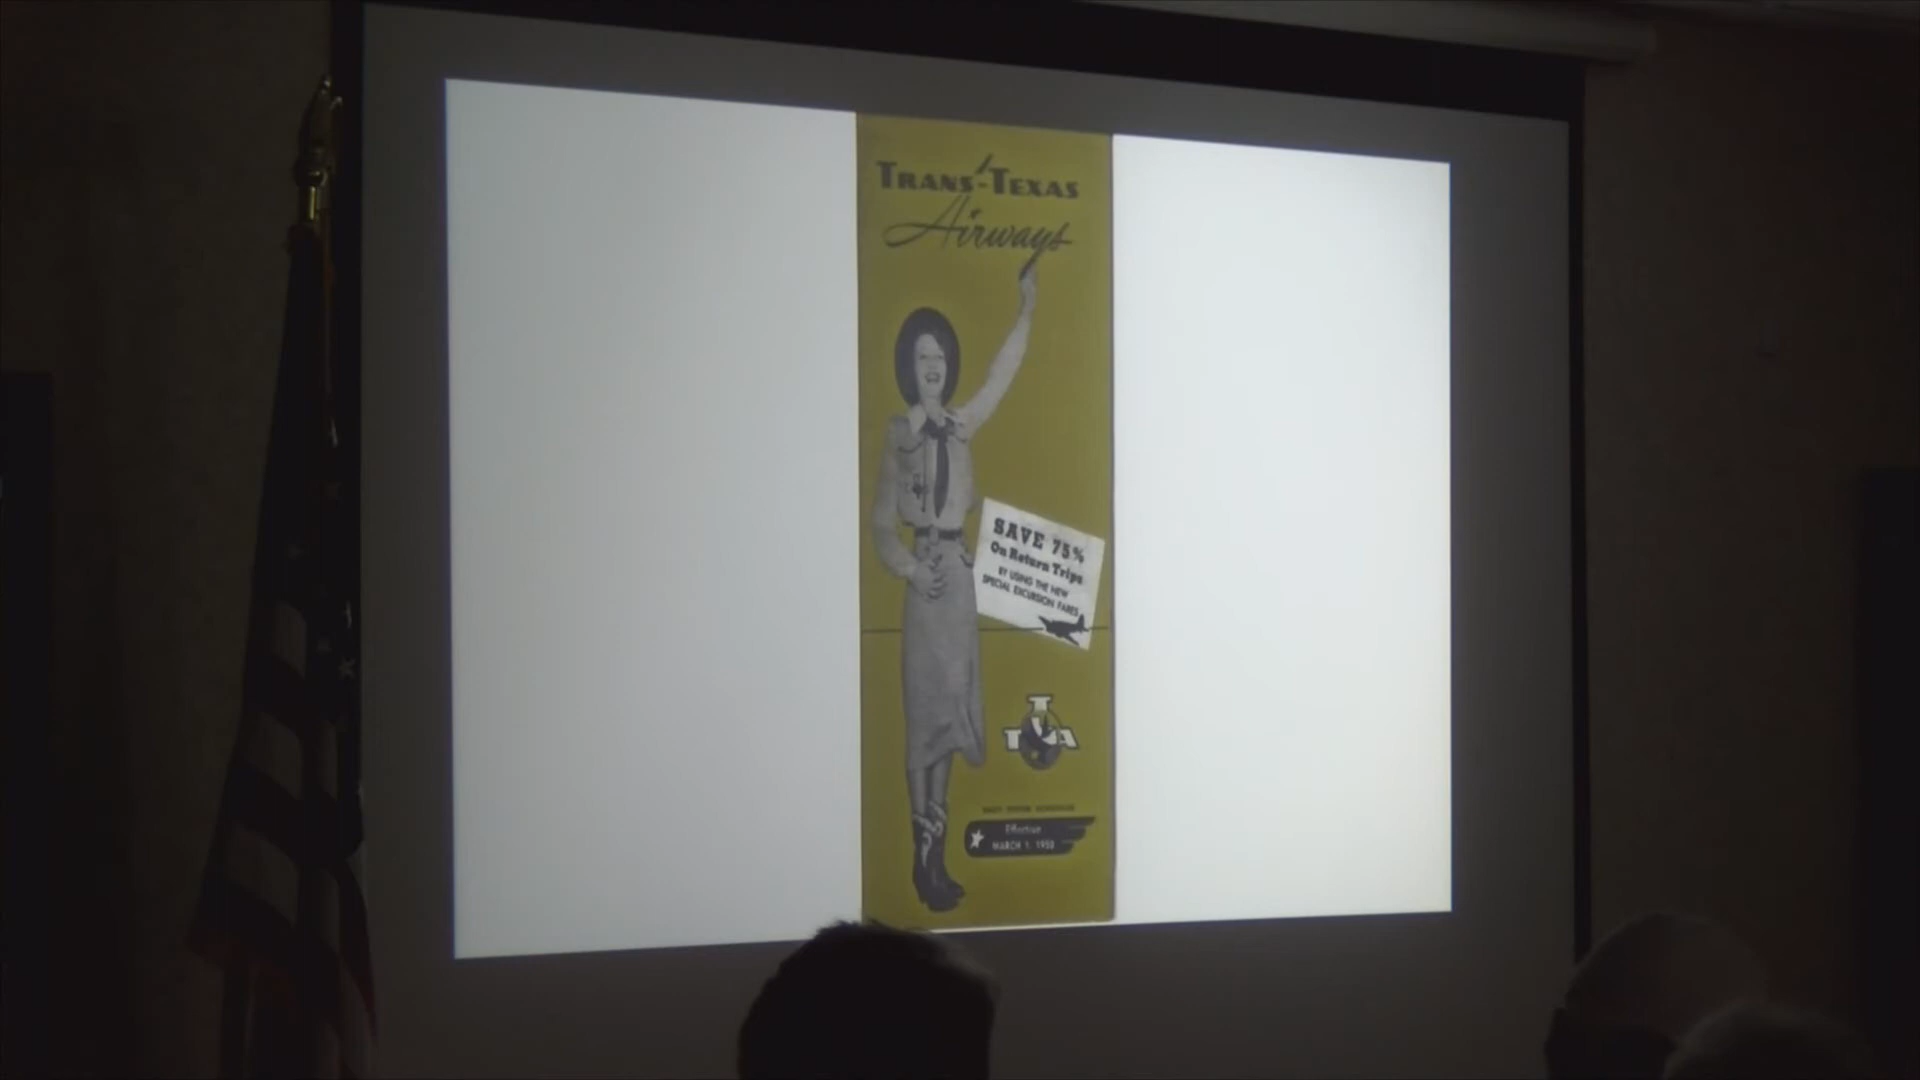 TRANS-TEXAS
Airways
SAVE 75%
On Return Trips
BY USING THE NEW
SPECIAL EXCURSION FARES
T
T A
Effective
MARCH 1, 1950